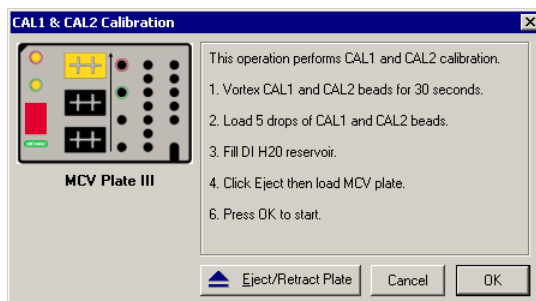 CAL1 & CAL2 Calibration
This operation performs CAL1 and CAL2 calibration.
1. Vortex CAL1 and CAL2 beads for 30 seconds.
2. Load 5 drops of CAL1 and CAL2 beads.
3. Fill DI H20 reservoir.
4. Click Eject then load MCV plate.
6. Press OK to start.
MCV Plate III
Eject/Retract Plate
Cancel
OK